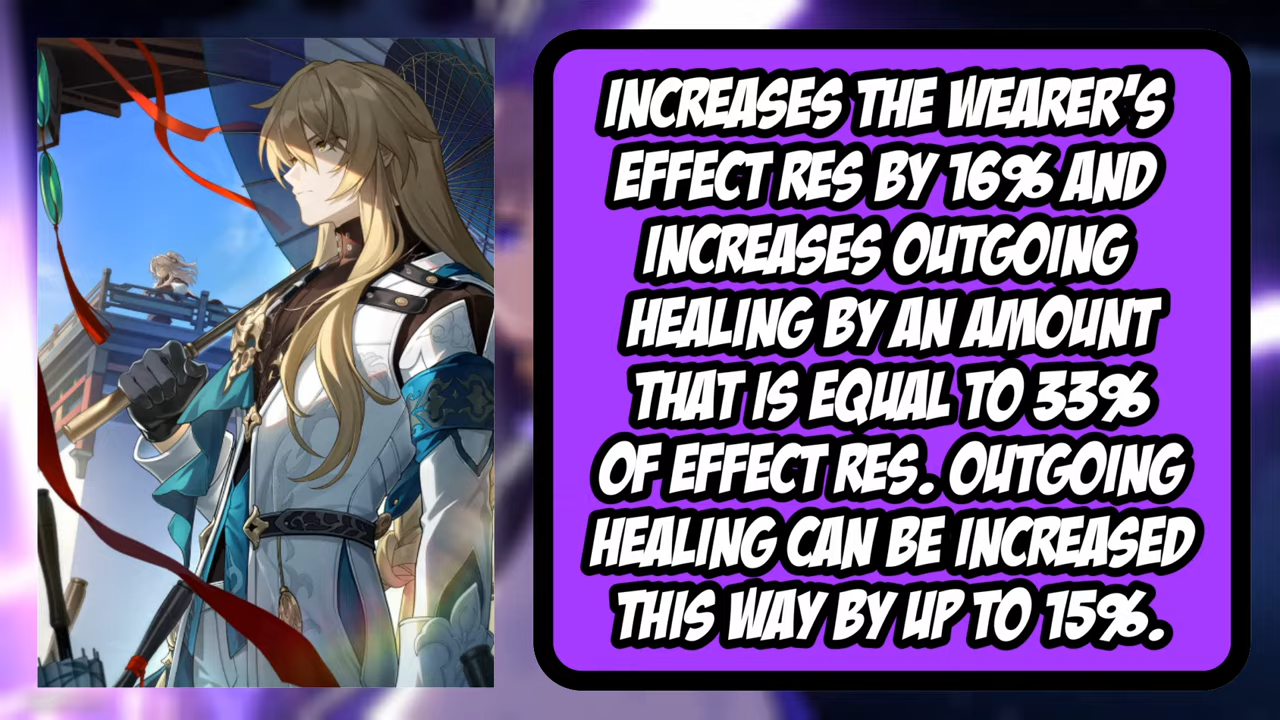 INCREASES THE WEARER'S
EFFECT RES BY 16% AND
INCREASES OUTGOING
HEALING BY AN AMOUNT
THAT IS EQUAL TO 33%
OF EFFECT RES. OUTGOING
HEALING CAN BE INCREASED
THIS WAY BY UP TO 15%.